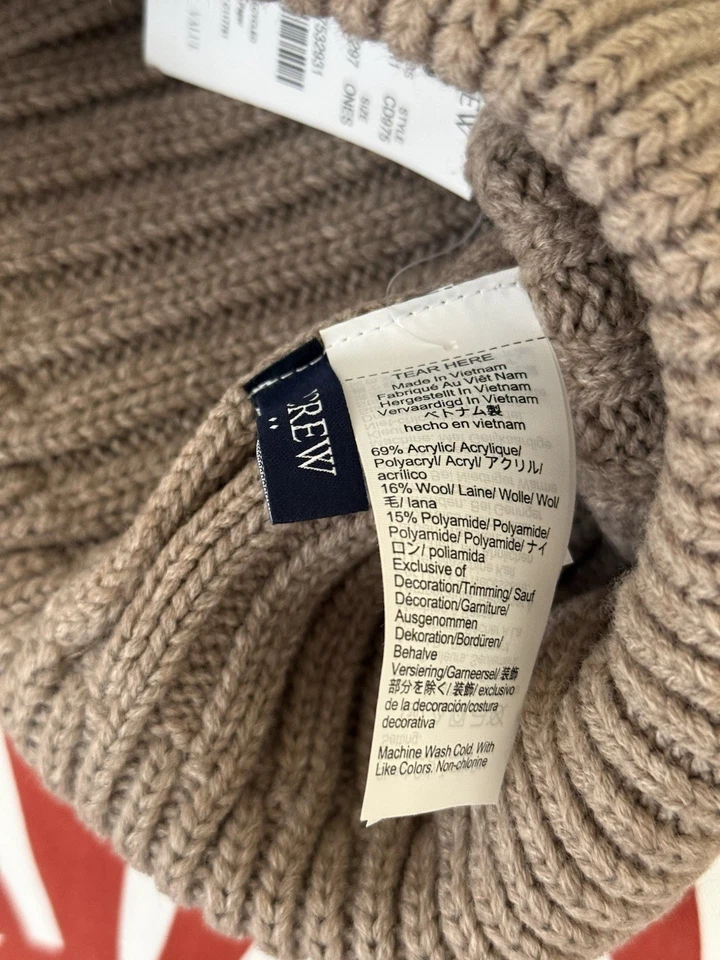 STYLE
C0975
SIZE
ONES
REW
TEAR HERE
Made In Vietnam
Fabriqué Au Viêt Nam
Hergestellt In Vietnam
Vervaardigd In Vietnam
ベトナム製
hecho en vietnam
69% Acrylic/ Acrylique/
Polyacryl/ Acryl/ アクリル/
acrílico
16% Wool/ Laine/ Wolle/ Wol/
毛/ lana
15% Polyamide/ Polyamide/
Polyamide/ Polyamide/ ナイ
ロン/ poliamida
Exclusive of
Decoration/Trimming/ Sauf
Décoration/Garniture/
Ausgenommen
Dekoration/Bordüren/
Behalve
Versiering/Garneersel/ 装飾
部分を除く/ 装飾/ exclusivo
de la decoración/costura
decorativa
Machine Wash Cold. With
Like Colors. Non-chlorine